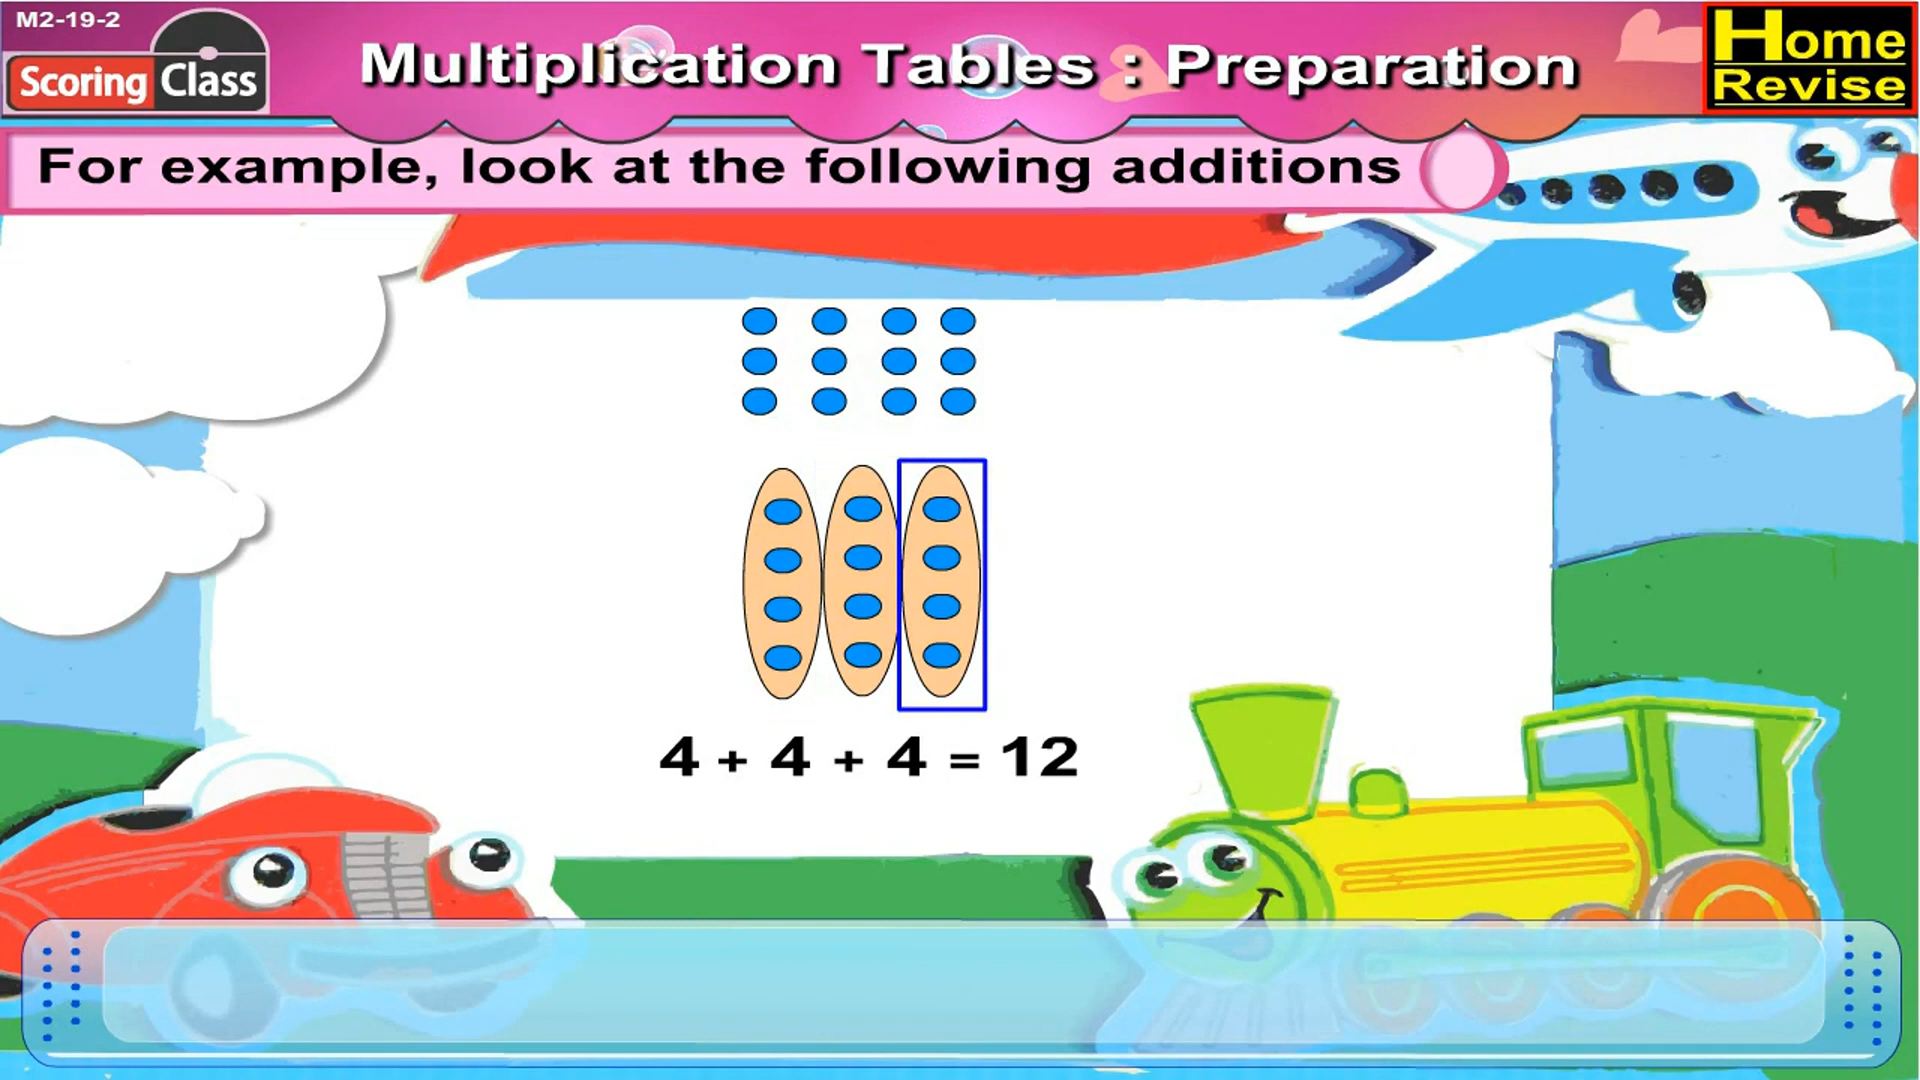 M2-19-2
Scoring Class
Multiplication Tables : Preparation
Home
Revise
For example, look at the following additions
4 + 4 + 4 = 12